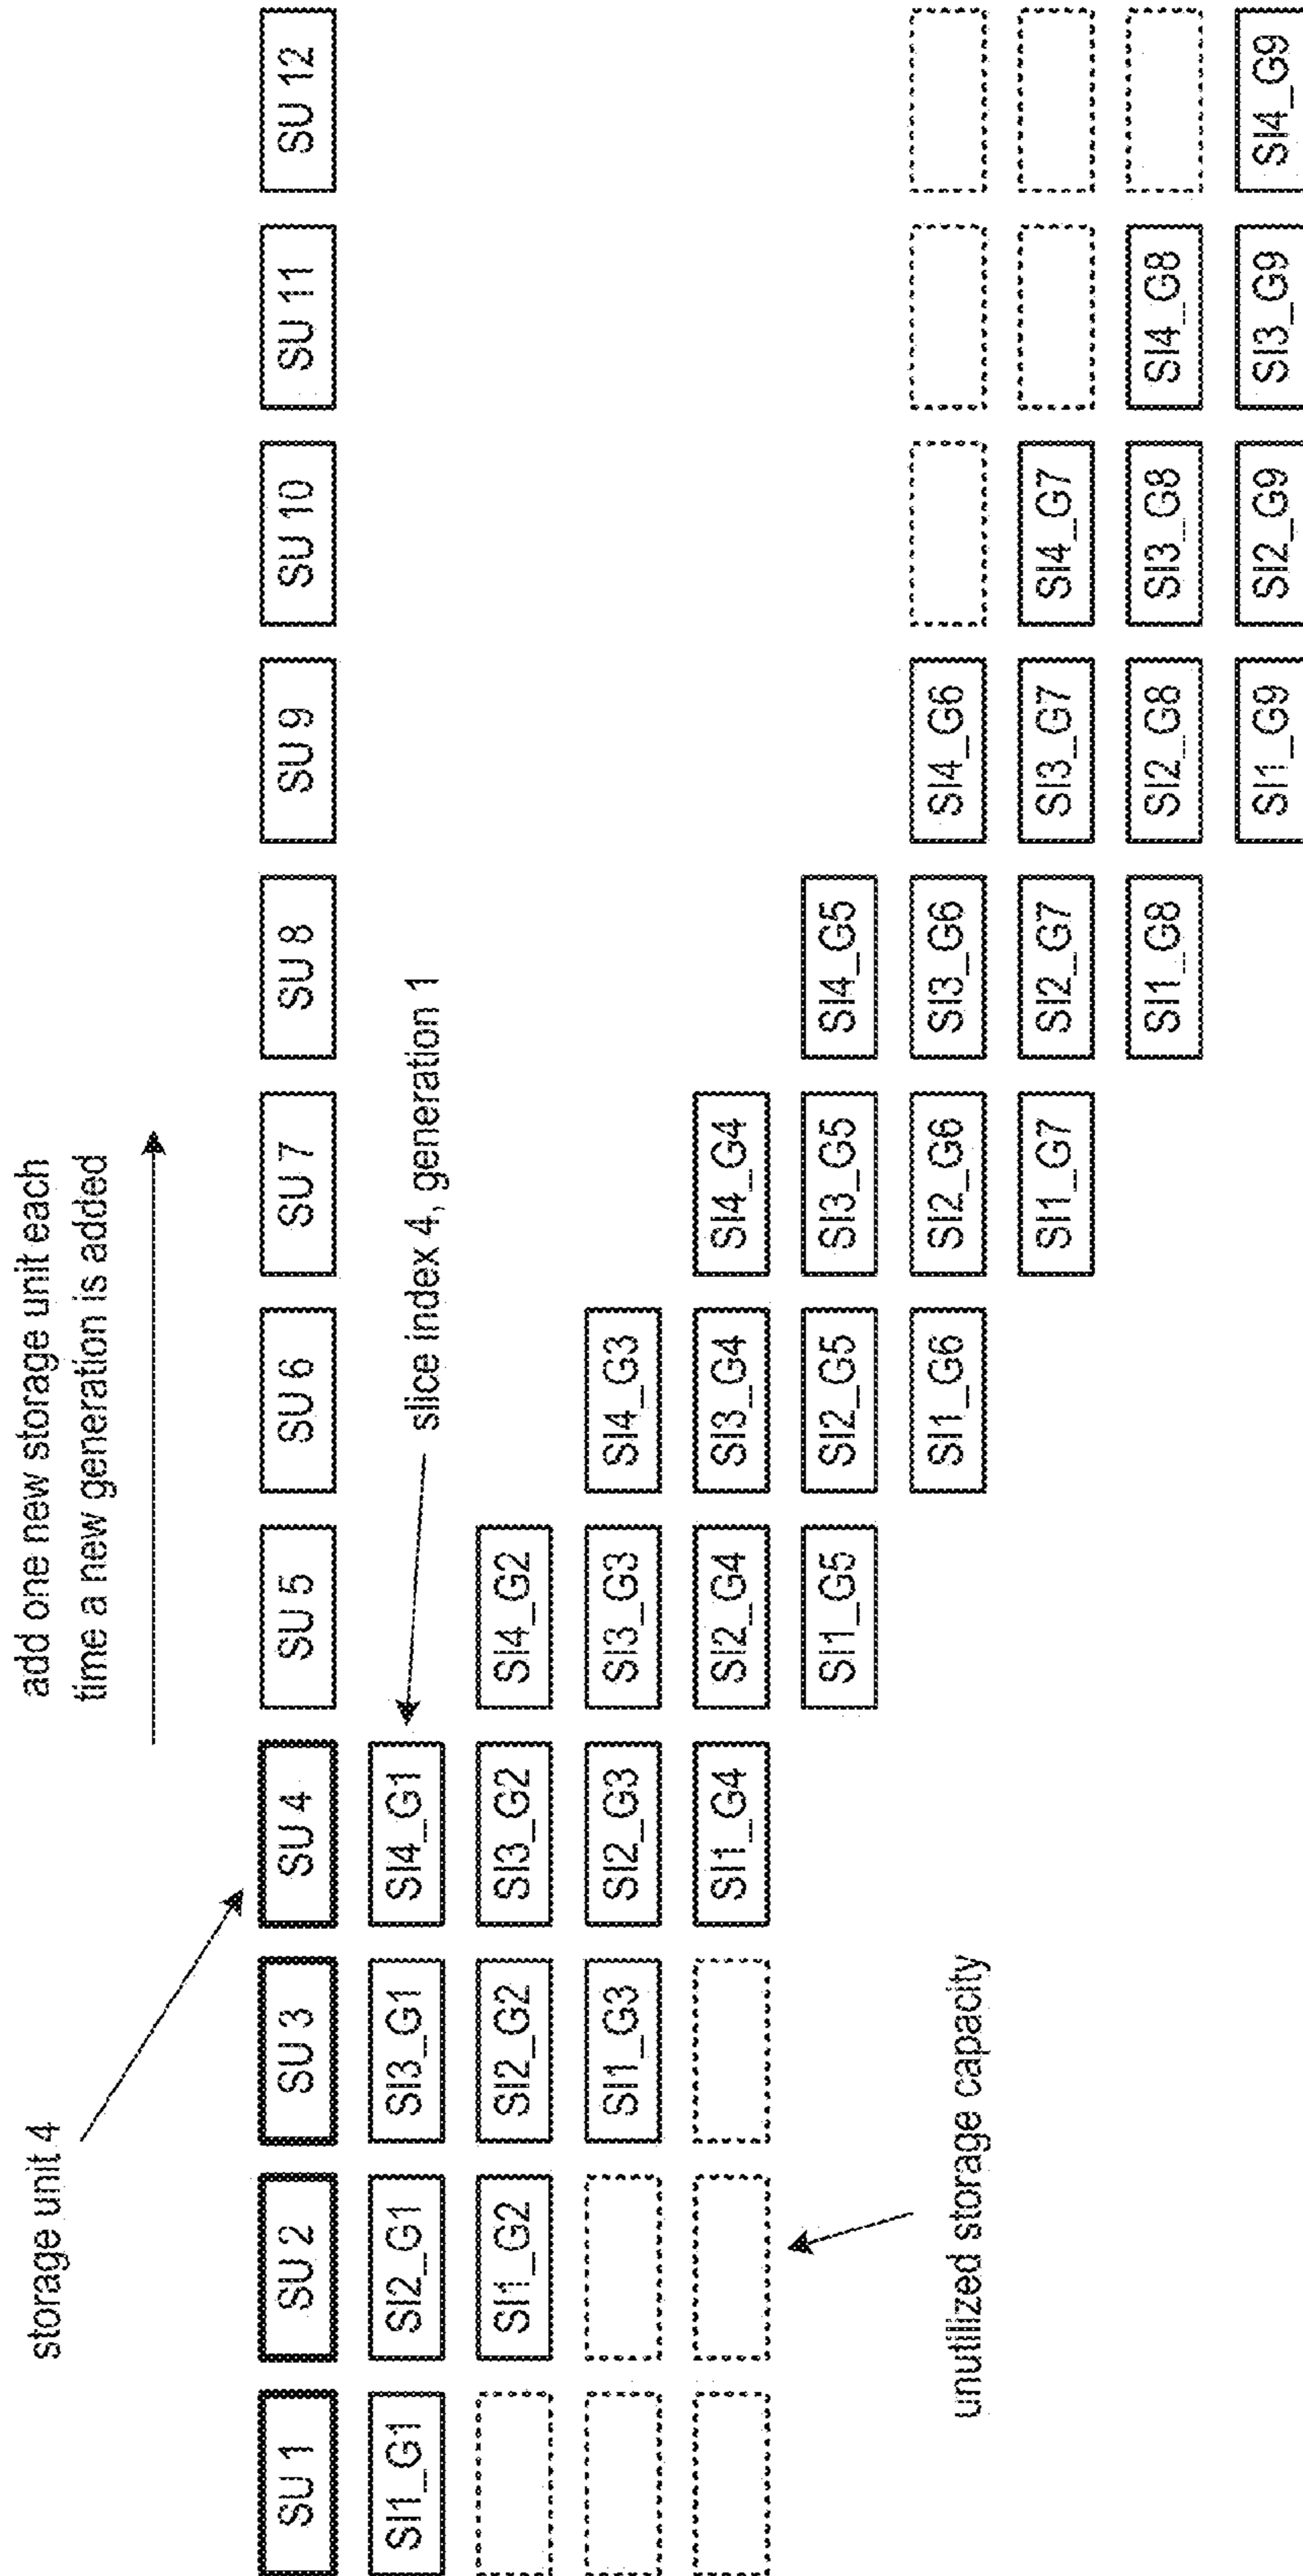 storage unit 4
add one new storage unit each
time a new generation is added
SU 1 SU 2 SU 3 SU 4 SU 5 SU 6 SU 7 SU 8 SU 9 SU 10 SU 11 SU 12
SI1_G1 SI2_G1 SI3_G1 SI4_G1
slice index 4, generation 1
SI1_G2 SI2_G2 SI3_G2 SI4_G2
SI1_G3 SI2_G3 SI3_G3 SI4_G3
SI1_G4 SI2_G4 SI3_G4 SI4_G4
SI1_G5 SI2_G5 SI3_G5 SI4_G5
SI1_G6 SI2_G6 SI3_G6 SI4_G6
unutilized storage capacity
SI1_G7 SI2_G7 SI3_G7 SI4_G7
SI1_G8 SI2_G8 SI3_G8 SI4_G8
SI1_G9 SI2_G9 SI3_G9 SI4_G9